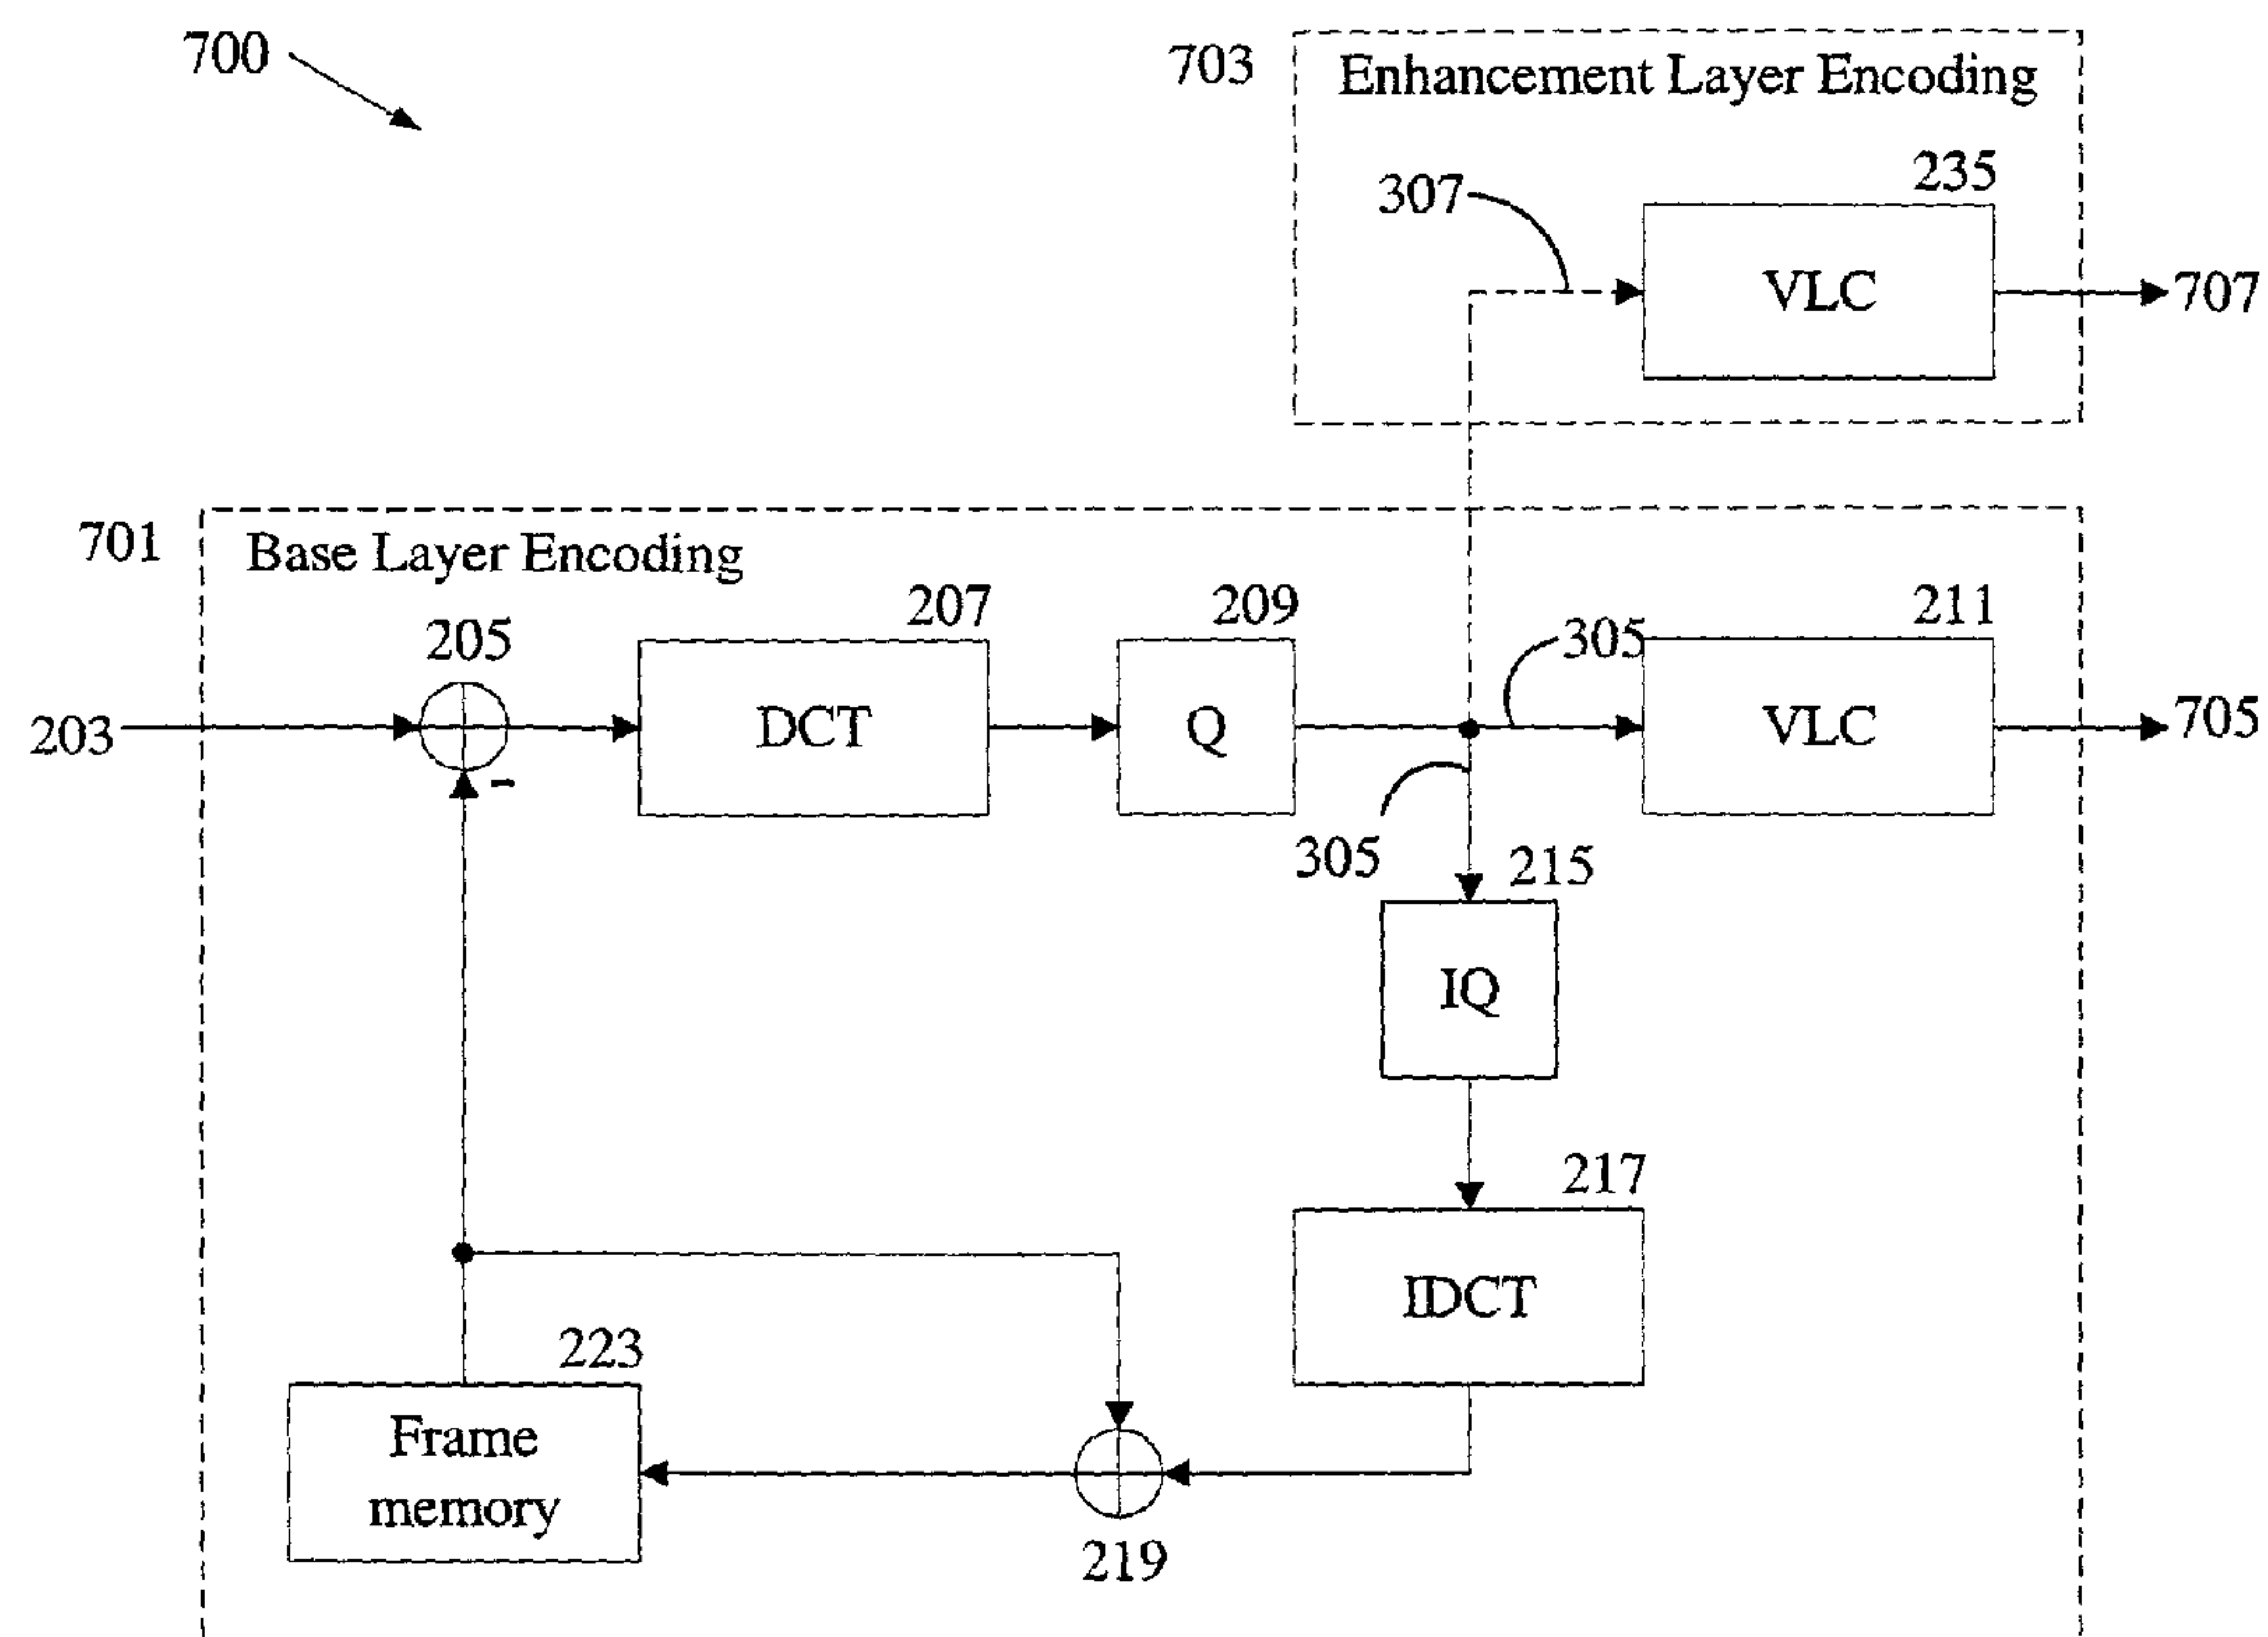 700
703
Enhancement Layer Encoding
235
307
VLC
707
701
Base Layer Encoding
205
207
209
305
211
203
DCT
Q
VLC
705
-
305
215
IQ
217
IDCT
223
Frame
memory
219